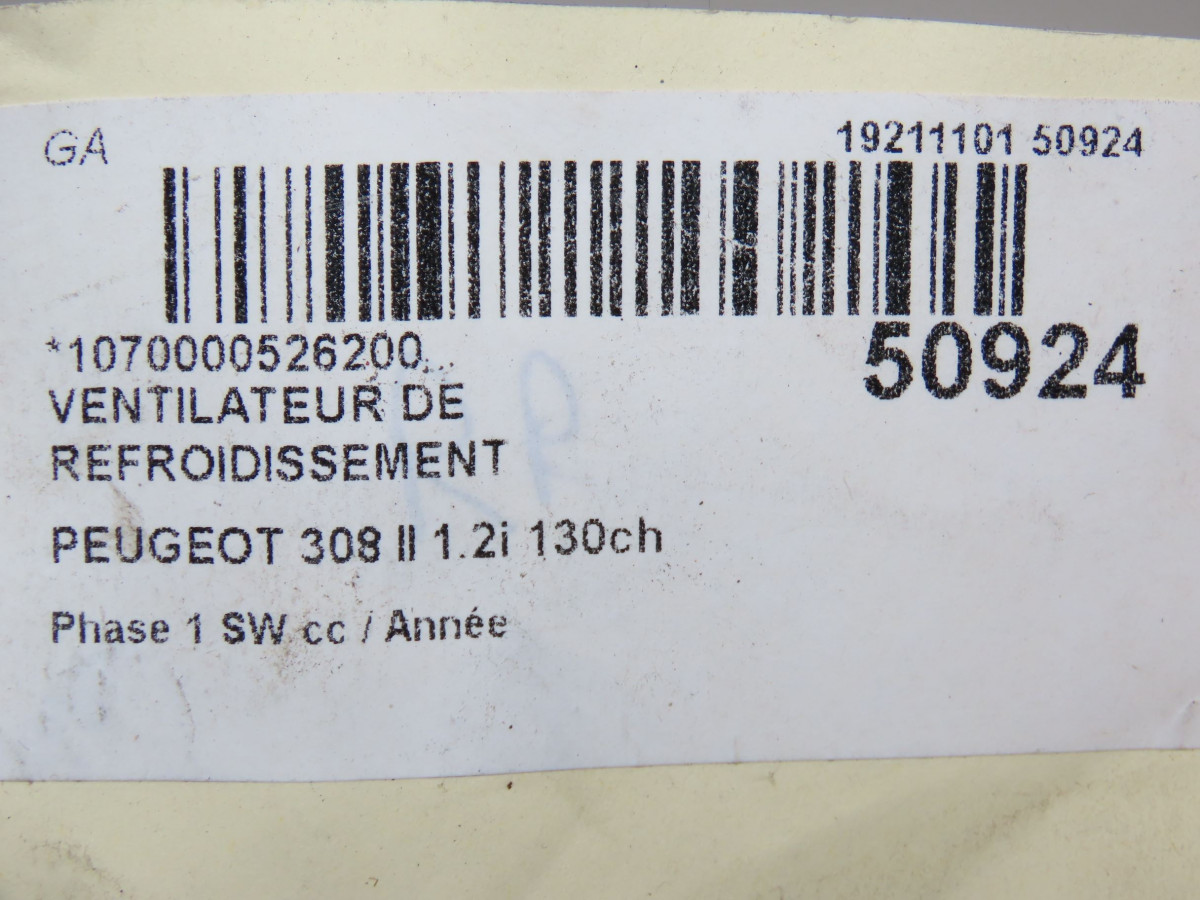 GA
19211101 50924
*1070000526200
50924
VENTILATEUR DE
REFROIDISSEMENT
PEUGEOT 308 II 1.2i 130ch
Phase 1 SW cc / Année